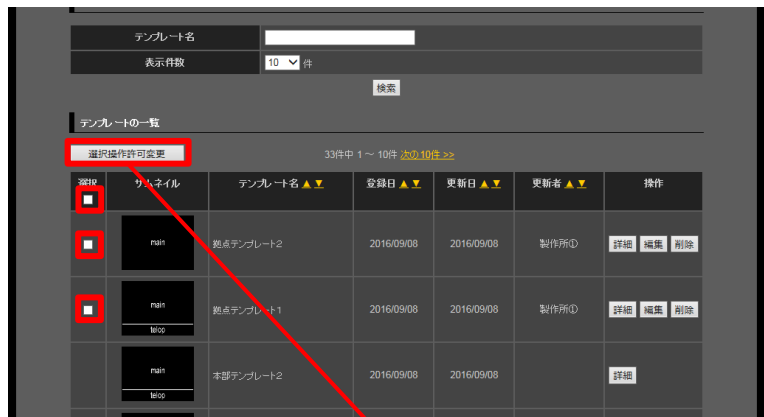 テンプレート名
表示件数 10 件
検索
テンプレートの一覧
選択操作許可変更 33件中 1 ~ 10件 次の10件 >>
選択 サムネイル テンプレート名 ▲ ▼ 登録日 ▲ ▼ 更新日 ▲ ▼ 更新者 ▲ ▼ 操作
main 拠点テンプレート2 2016/09/08 2016/09/08 製作所① 詳細 編集 削除
main
拠点テンプレート1 2016/09/08 2016/09/08 製作所① 詳細 編集 削除
telop
main
本部テンプレート2 2016/09/08 2016/09/08 詳細
telop